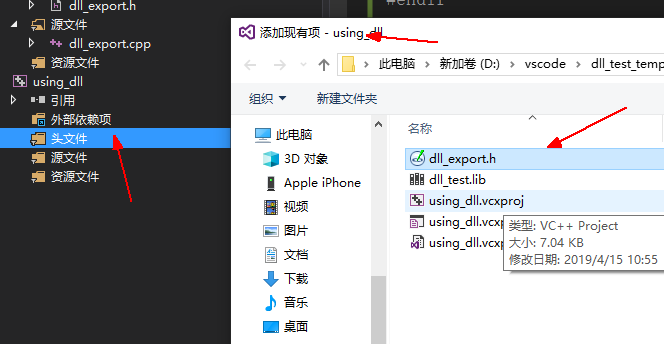 dll_export.h
源文件
dll_export.cpp
资源文件
using_dll
引用
外部依赖项
头文件
源文件
资源文件
#endif
添加现有项 - using_dll
此电脑 › 新加卷 (D:) › vscode › dll_test_temp
组织 新建文件夹
此电脑
3D 对象
Apple iPhone
视频
图片
文档
下载
音乐
桌面
名称
dll_export.h
dll_test.lib
using_dll.vcxproj
using_dll.vcxp
using_dll.vcxp
类型: VC++ Project
大小: 7.04 KB
修改日期: 2019/4/15 10:55